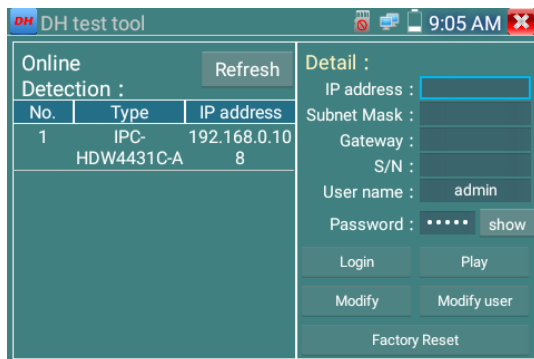 DH DH test tool 9:05 AM
Online
Detection :
Refresh
No. Type IP address
1 IPC- 192.168.0.10
HDW4431C-A 8
Detail :
IP address :
Subnet Mask :
Gateway :
S/N :
User name : admin
Password : ••••• show
Login Play
Modify Modify user
Factory Reset